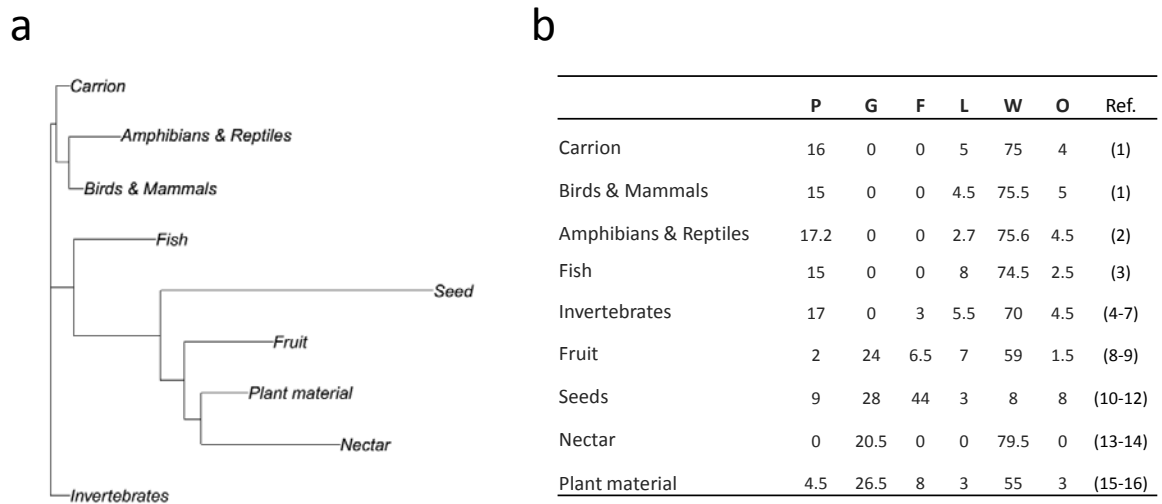 a
Carrion
Amphibians & Reptiles
Birds & Mammals
Fish
Seed
Fruit
Plant material
Nectar
Invertebrates
b
P G F L W O Ref.
Carrion 16 0 0 5 75 4 (1)
Birds & Mammals 15 0 0 4.5 75.5 5 (1)
Amphibians & Reptiles 17.2 0 0 2.7 75.6 4.5 (2)
Fish 15 0 0 8 74.5 2.5 (3)
Invertebrates 17 0 3 5.5 70 4.5 (4-7)
Fruit 2 24 6.5 7 59 1.5 (8-9)
Seeds 9 28 44 3 8 8 (10-12)
Nectar 0 20.5 0 0 79.5 0 (13-14)
Plant material 4.5 26.5 8 3 55 3 (15-16)